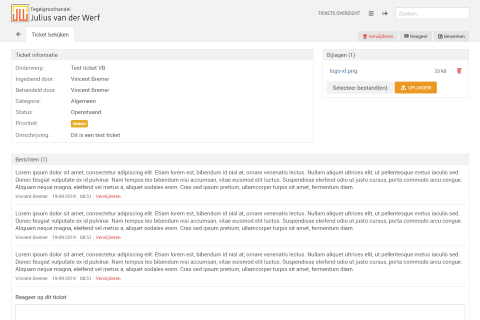 Tegelgroothandel
Julius van der Werf
TICKETS OVERZICHT
Zoeken...
Ticket bekijken
Verwijderen
Reageer
Bewerken
Ticket informatie
Onderwerp: Test ticket VB
Ingediend door: Vincent Bremer
Behandeld door: Vincent Bremer
Categorie: Algemeen
Status: Openstaand
Prioriteit:
Omschrijving: Dit is een test ticket
Bijlagen (1)
logo-xl.png 33 kB
Selecteer bestand(en) UPLOADEN
Berichten (1)
Lorem ipsum dolor sit amet, consectetur adipiscing elit. Etiam lorem est, bibendum id nisl at, ornare venenatis lectus. Nullam aliquet ultrices elit, ut pellentesque metus iaculis sed.
Donec feugiat vulputate ex id pulvinar. Nam tempus leo bibendum nisi accumsan, vitae euismod elit luctus. Suspendisse eleifend odio ut justo cursus, porta commodo arcu congue.
Aliquam neque magna, eleifend vel metus a, aliquet sodales enim. Cras sed ipsum pretium, ullamcorper turpis sit amet, fermentum diam.
Vincent Bremer 19-09-2019 - 08:51 Verwijderen
Lorem ipsum dolor sit amet, consectetur adipiscing elit. Etiam lorem est, bibendum id nisl at, ornare venenatis lectus. Nullam aliquet ultrices elit, ut pellentesque metus iaculis sed.
Donec feugiat vulputate ex id pulvinar. Nam tempus leo bibendum nisi accumsan, vitae euismod elit luctus. Suspendisse eleifend odio ut justo cursus, porta commodo arcu congue.
Aliquam neque magna, eleifend vel metus a, aliquet sodales enim. Cras sed ipsum pretium, ullamcorper turpis sit amet, fermentum diam.
Vincent Bremer 19-09-2019 - 08:51 Verwijderen
Lorem ipsum dolor sit amet, consectetur adipiscing elit. Etiam lorem est, bibendum id nisl at, ornare venenatis lectus. Nullam aliquet ultrices elit, ut pellentesque metus iaculis sed.
Donec feugiat vulputate ex id pulvinar. Nam tempus leo bibendum nisi accumsan, vitae euismod elit luctus. Suspendisse eleifend odio ut justo cursus, porta commodo arcu congue.
Aliquam neque magna, eleifend vel metus a, aliquet sodales enim. Cras sed ipsum pretium, ullamcorper turpis sit amet, fermentum diam.
Vincent Bremer 19-09-2019 - 08:51 Verwijderen
Reageer op dit ticket